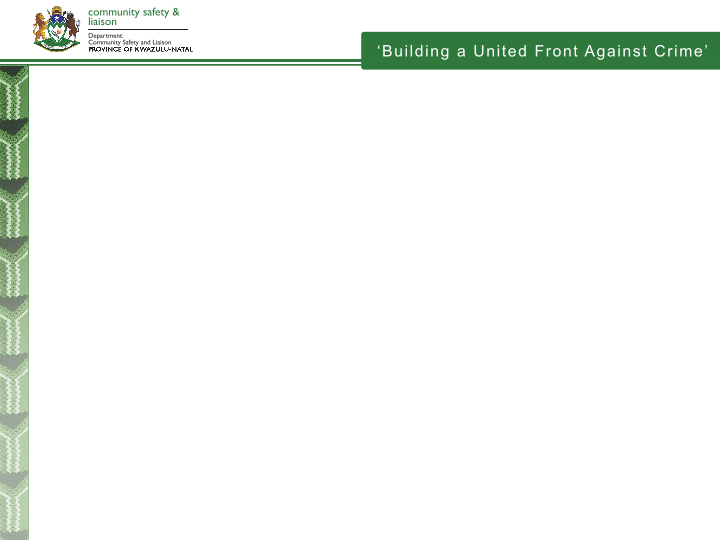 community safety &
liaison
Department:
Community Safety and Liaison
PROVINCE OF KWAZULU-NATAL
‘Building a United Front Against Crime’